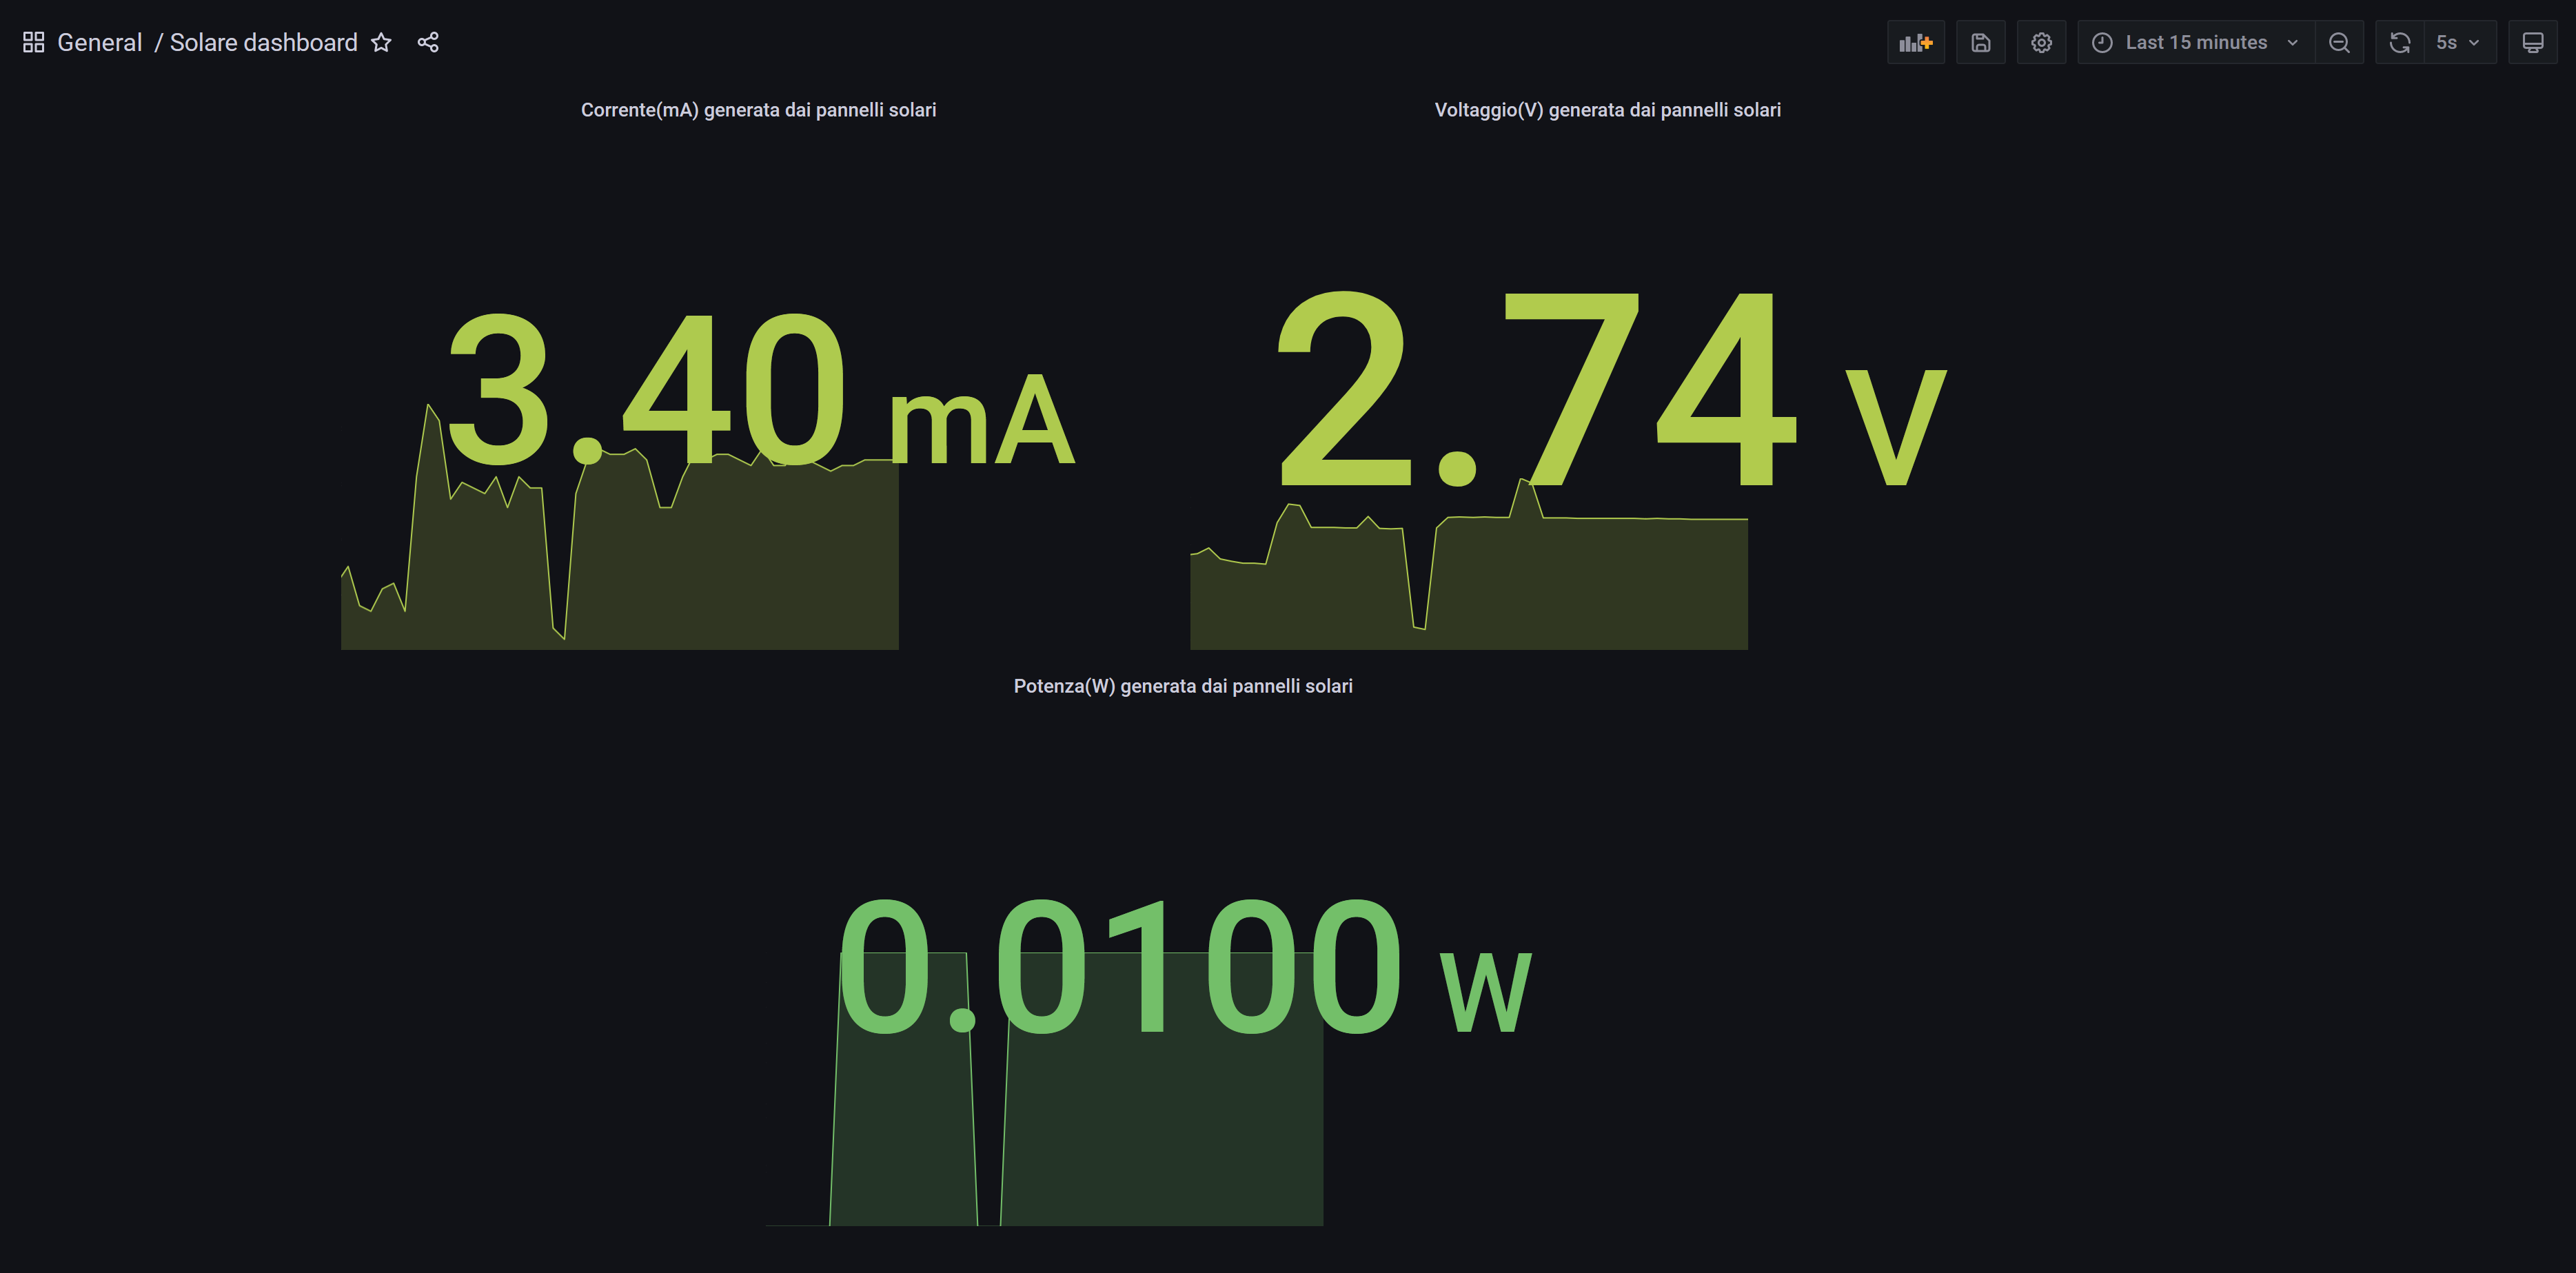 General / Solare dashboard
Last 15 minutes
5s
Corrente(mA) generata dai pannelli solari
Voltaggio(V) generata dai pannelli solari
3.40 mA
2.74 V
Potenza(W) generata dai pannelli solari
0.0100 W